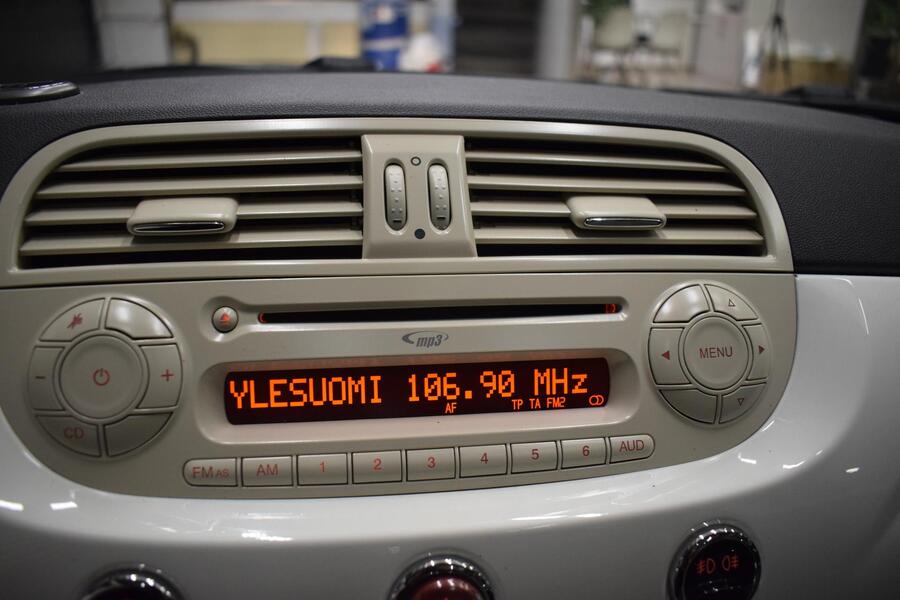 mp3
YLESUOMI 106.90 MHz
AF TP TA FM2
- +
CD
MENU
FM AS AM 1 2 3 4 5 6 AUD